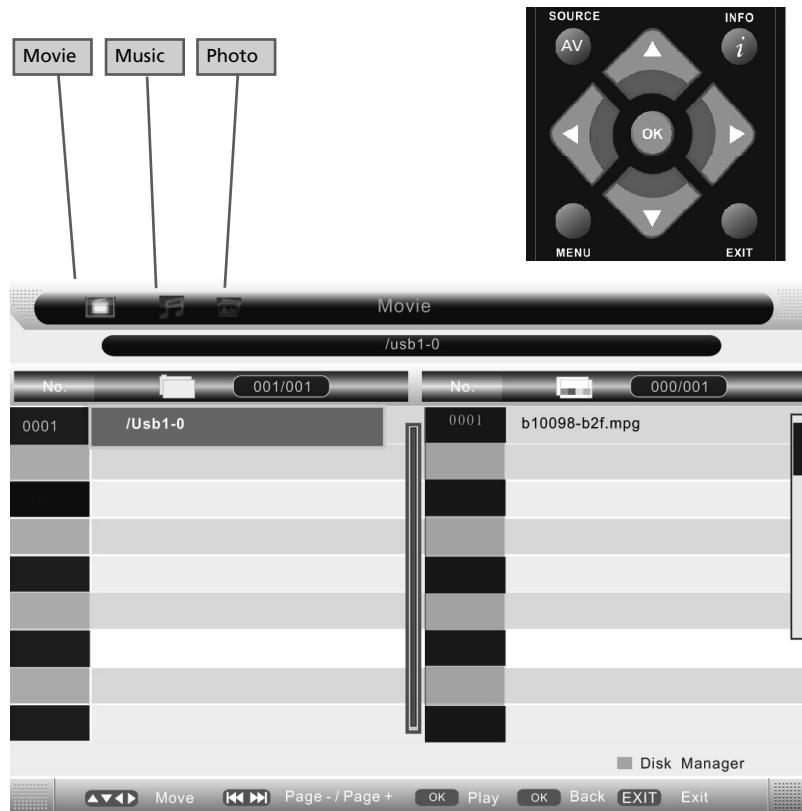 SOURCE INFO
AV i
Movie Music Photo
OK
MENU EXIT
Movie
/usb1-0
No. 001/001 No. 000/001
0001 /Usb1-0 0001 b10098-b2f.mpg
Disk Manager
Move Page - / Page + OK Play OK Back EXIT Exit